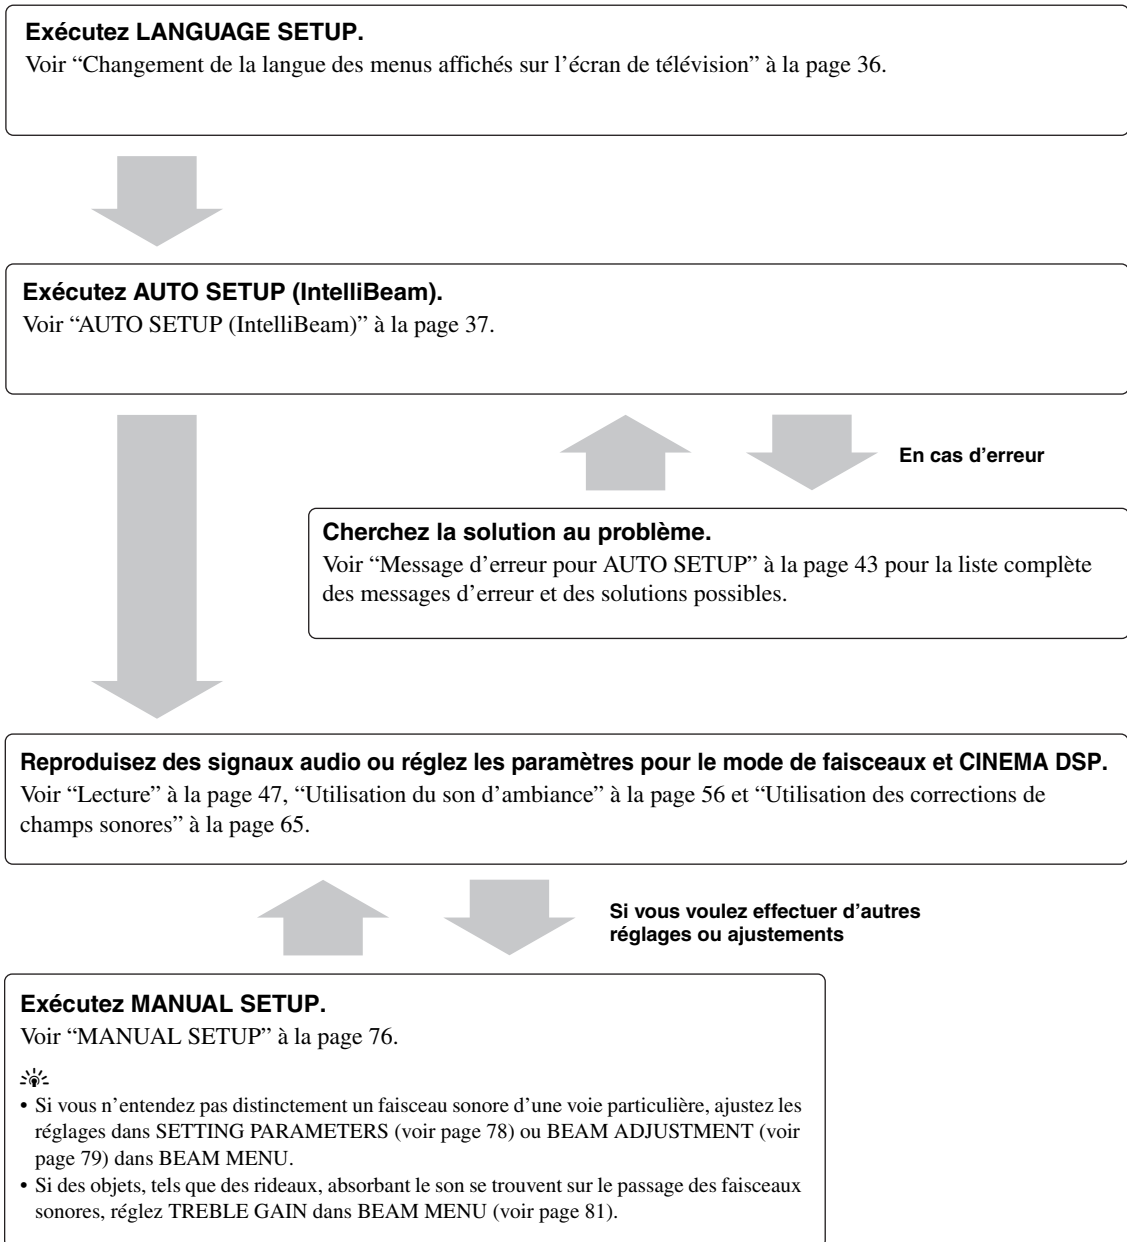 Exécutez LANGUAGE SETUP.
Voir “Changement de la langue des menus affichés sur l’écran de télévision” à la page 36.
Exécutez AUTO SETUP (IntelliBeam).
Voir “AUTO SETUP (IntelliBeam)” à la page 37.
En cas d’erreur
Cherchez la solution au problème.
Voir “Message d’erreur pour AUTO SETUP” à la page 43 pour la liste complète
des messages d’erreur et des solutions possibles.
Reproduisez des signaux audio ou réglez les paramètres pour le mode de faisceaux et CINEMA DSP.
Voir “Lecture” à la page 47, “Utilisation du son d’ambiance” à la page 56 et “Utilisation des corrections de
champs sonores” à la page 65.
Si vous voulez effectuer d’autres
réglages ou ajustements
Exécutez MANUAL SETUP.
Voir “MANUAL SETUP” à la page 76.
• Si vous n’entendez pas distinctement un faisceau sonore d’une voie particulière, ajustez les
réglages dans SETTING PARAMETERS (voir page 78) ou BEAM ADJUSTMENT (voir
page 79) dans BEAM MENU.
• Si des objets, tels que des rideaux, absorbant le son se trouvent sur le passage des faisceaux
sonores, réglez TREBLE GAIN dans BEAM MENU (voir page 81).